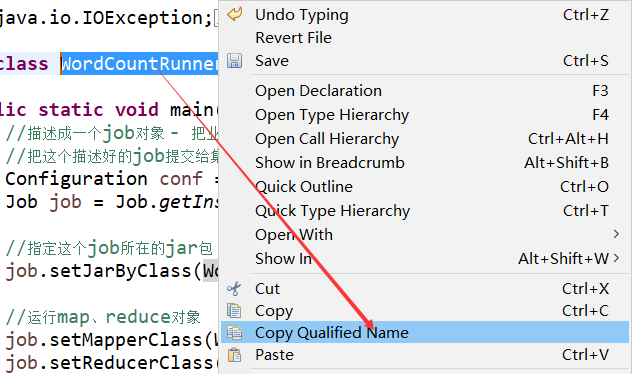 java.io.IOException;
class WordCountRunner
lic static void main(
//描述成一个job对象 - 把业
//把这个描述好的job提交给集
Configuration conf =
Job job = Job.getIns
//指定这个job所在的jar包
job.setJarByClass(Wo
//运行map、reduce对象
job.setMapperClass(W
job.setReducerClass(
Undo Typing Ctrl+Z
Revert File
Save Ctrl+S
Open Declaration F3
Open Type Hierarchy F4
Open Call Hierarchy Ctrl+Alt+H
Show in Breadcrumb Alt+Shift+B
Quick Outline Ctrl+O
Quick Type Hierarchy Ctrl+T
Open With
Show In Alt+Shift+W
Cut Ctrl+X
Copy Ctrl+C
Copy Qualified Name
Paste Ctrl+V